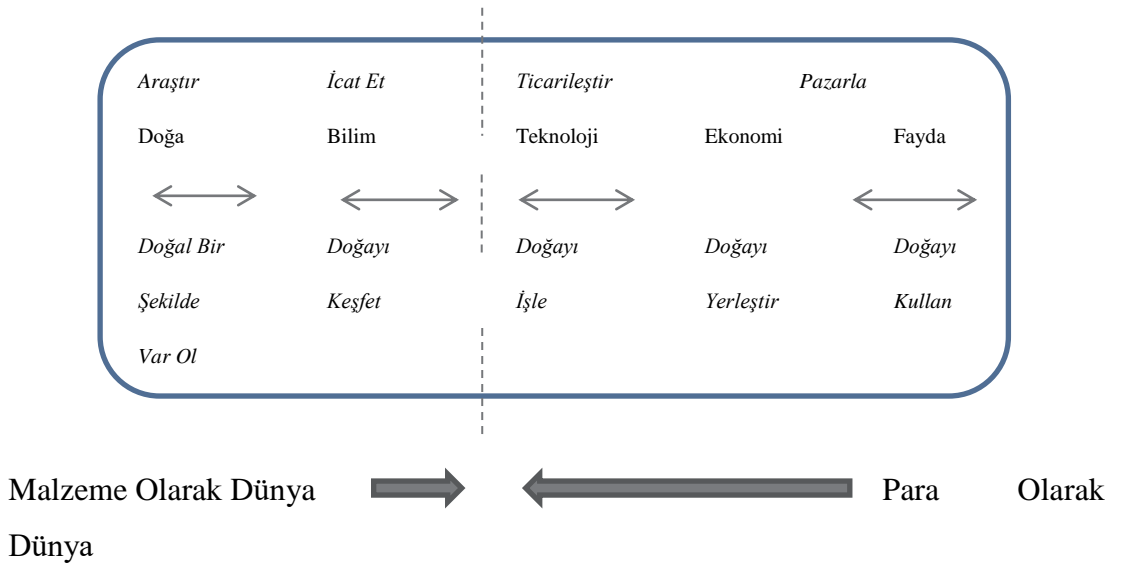 Araştır İcat Et Ticarileştir Pazarla
Doğa Bilim Teknoloji Ekonomi Fayda
Doğal Bir Doğayı Doğayı Doğayı Doğayı
Şekilde Keşfet İşle Yerleştir Kullan
Var Ol
Malzeme Olarak Dünya Para Olarak
Dünya